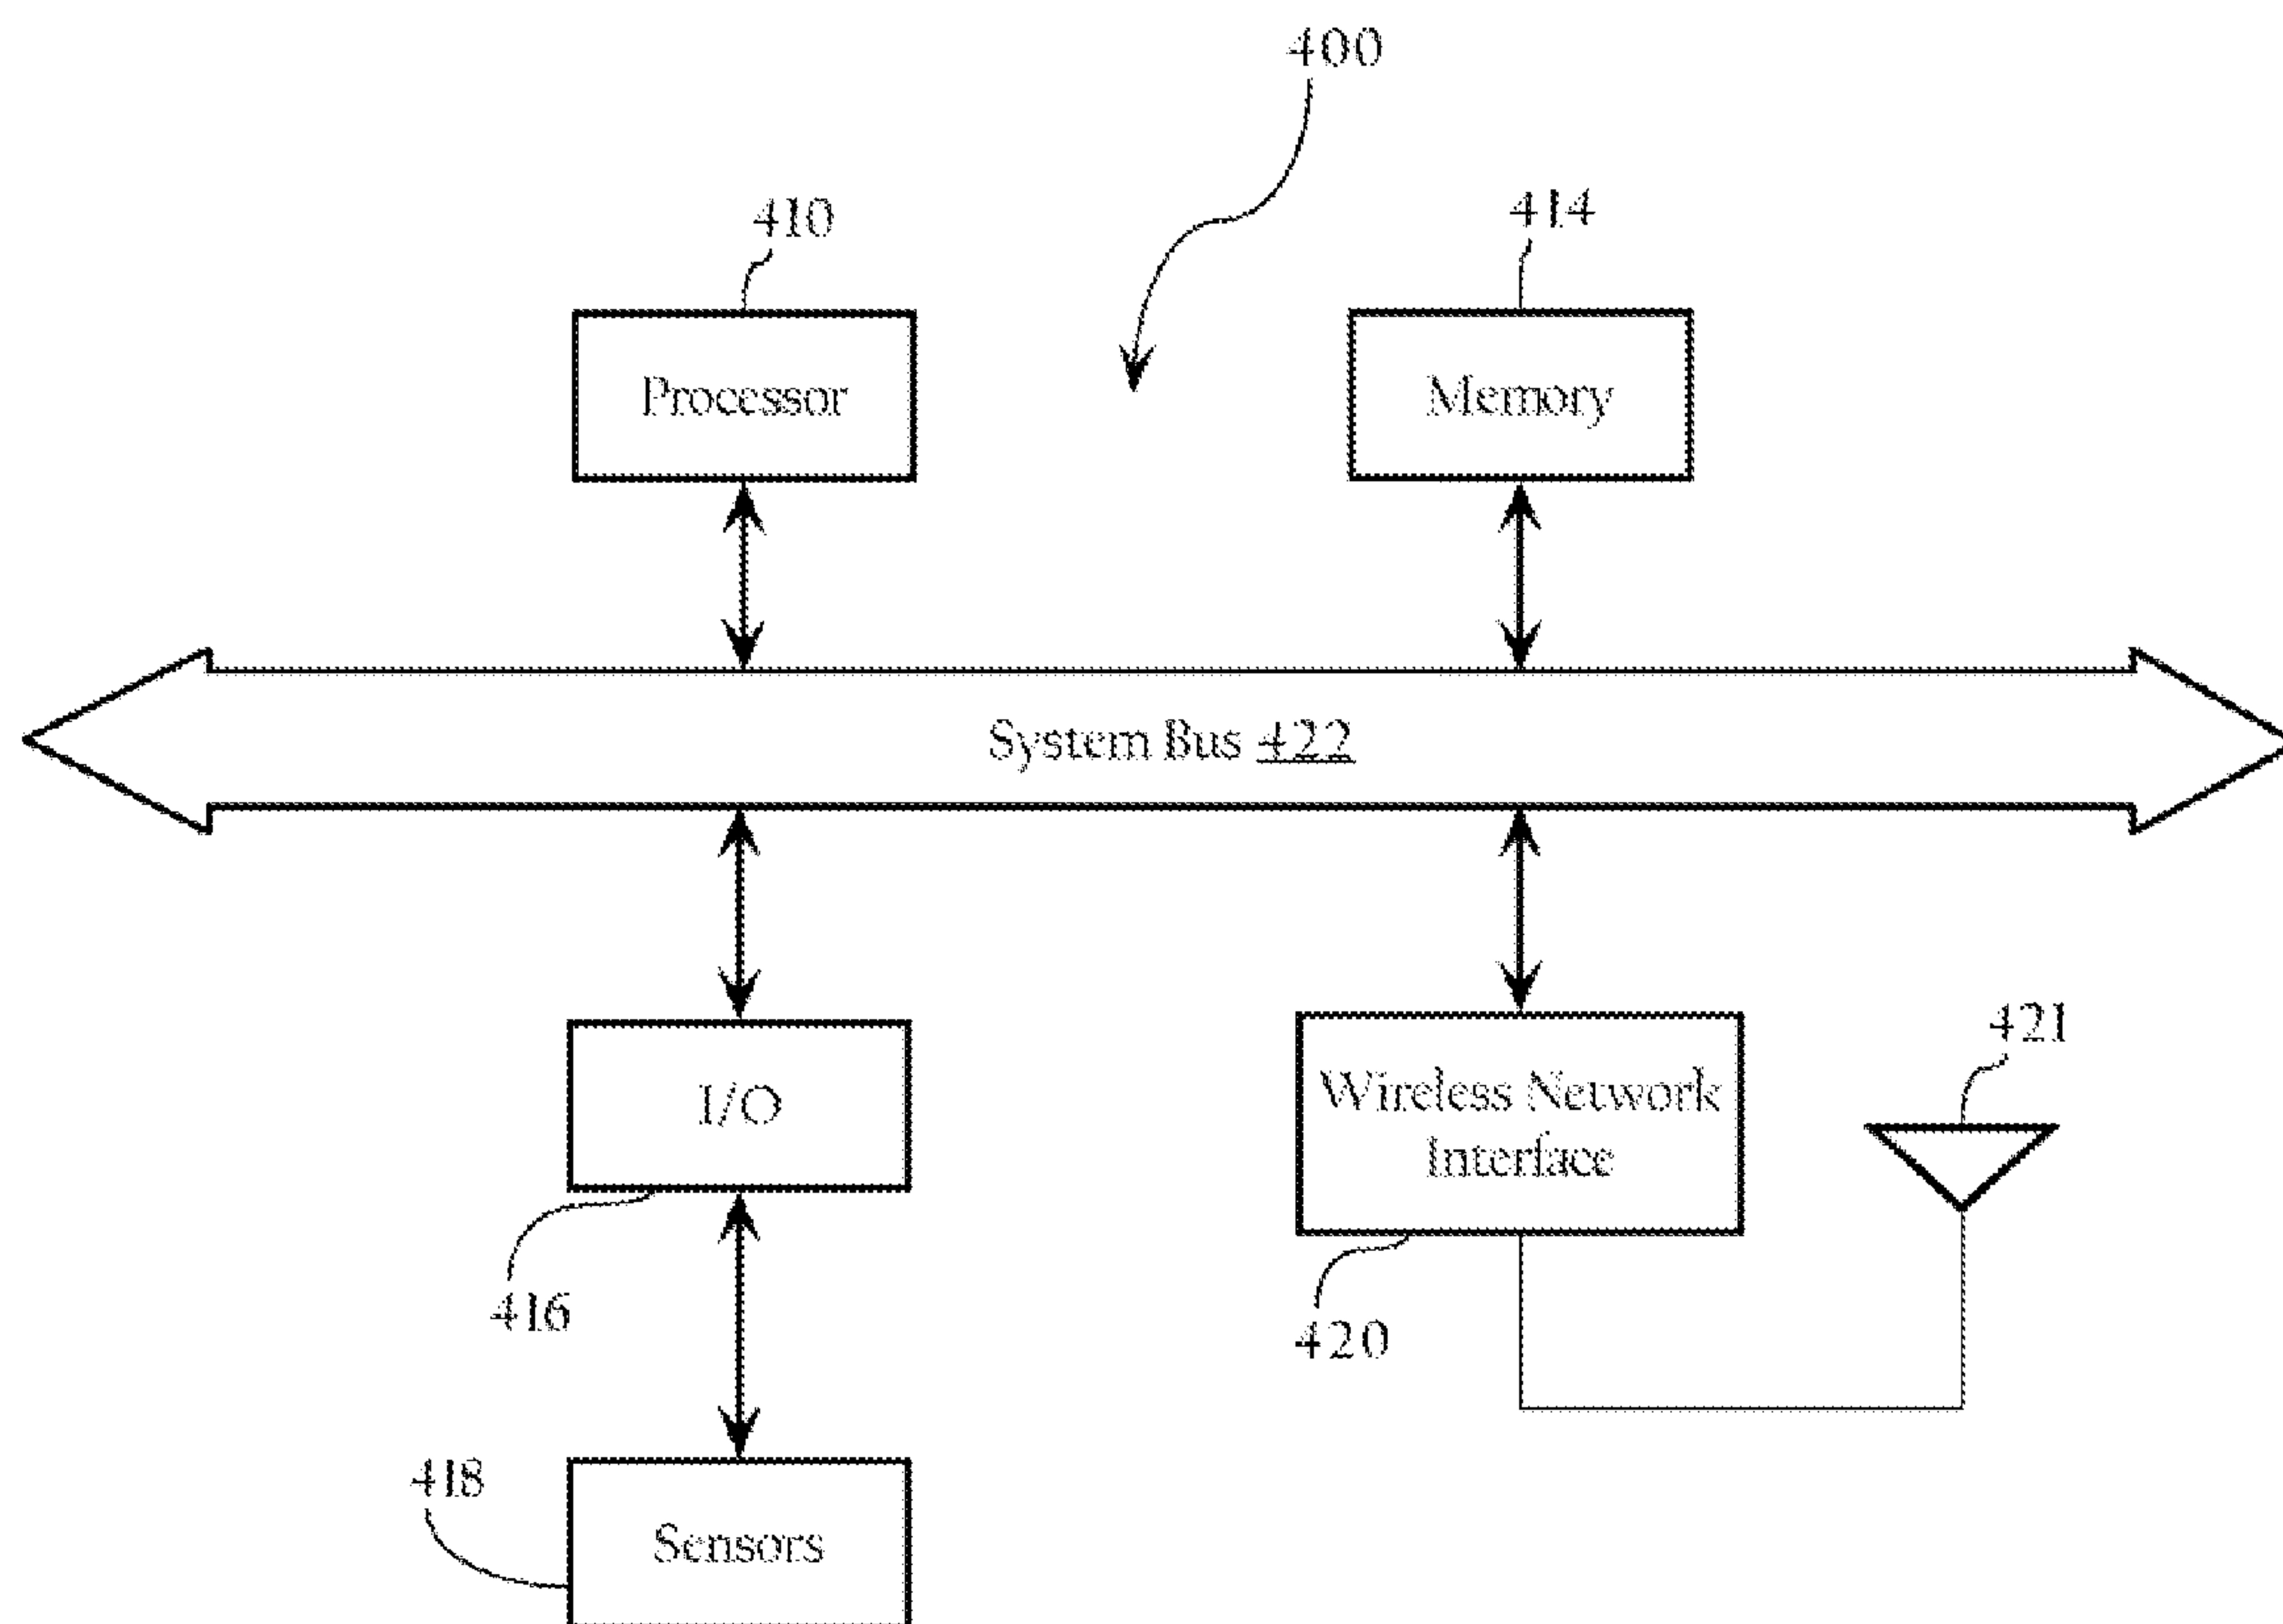 400
410
414
Processor
Memory
System Bus 422
421
I/O
Wireless Network
Interface
416
420
418
Sensors